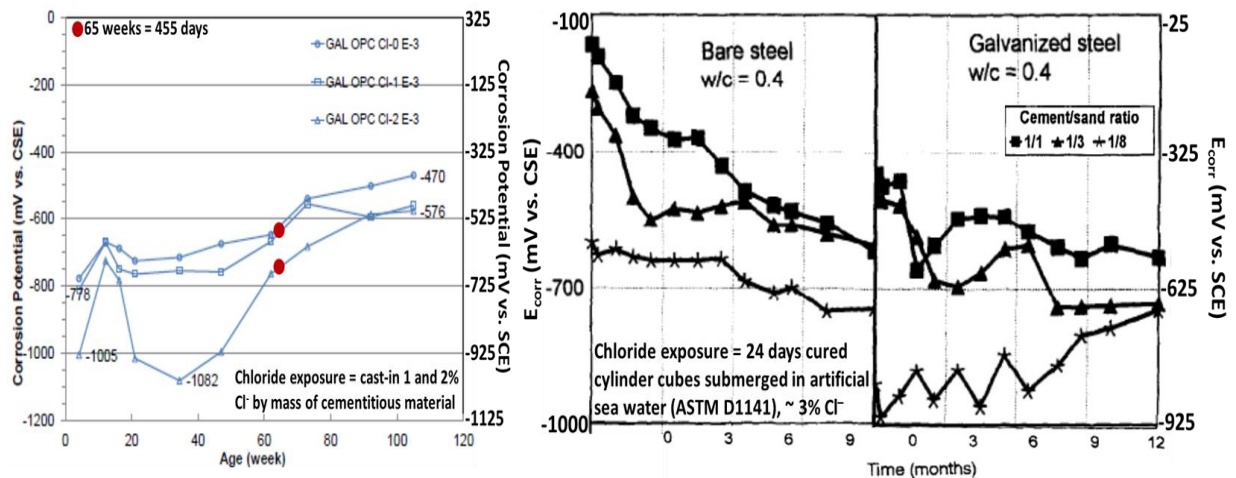 65 weeks = 455 days
GAL OPC Cl-0 E-3
GAL OPC Cl-1 E-3
GAL OPC Cl-2 E-3
Corrosion Potential (mV vs. CSE)
0
-200
-400
-600
-800
-1000
-1200
-470
-576
-778
-1005
-1082
Chloride exposure = cast-in 1 and 2%
Cl⁻ by mass of cementitious material
0 20 40 60 80 100 120
Age (week)
325
125
-125
-325
-525
-725
-925
-1125
Corrosion Potential (mV vs. SCE)
Ecorr (mV vs. CSE)
-100
-400
-700
-1000
Bare steel
w/c = 0.4
Chloride exposure = 24 days cured
cylinder cubes submerged in artificial
sea water (ASTM D1141), ~ 3% Cl⁻
0 3 6 9
Galvanized steel
w/c = 0.4
Cement/sand ratio
1/1 1/3 1/8
0 3 6 9 12
Time (months)
-25
-325
-625
-925
Ecorr (mV vs. SCE)